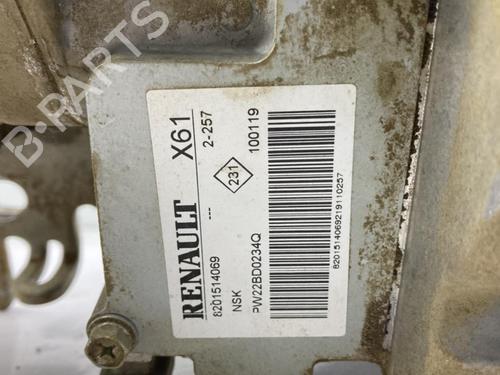 RENAULT X61
8201514069 --- 2-257
NSK 231
PW22BD0234Q 100119
8201514069219110257
B-PARTS